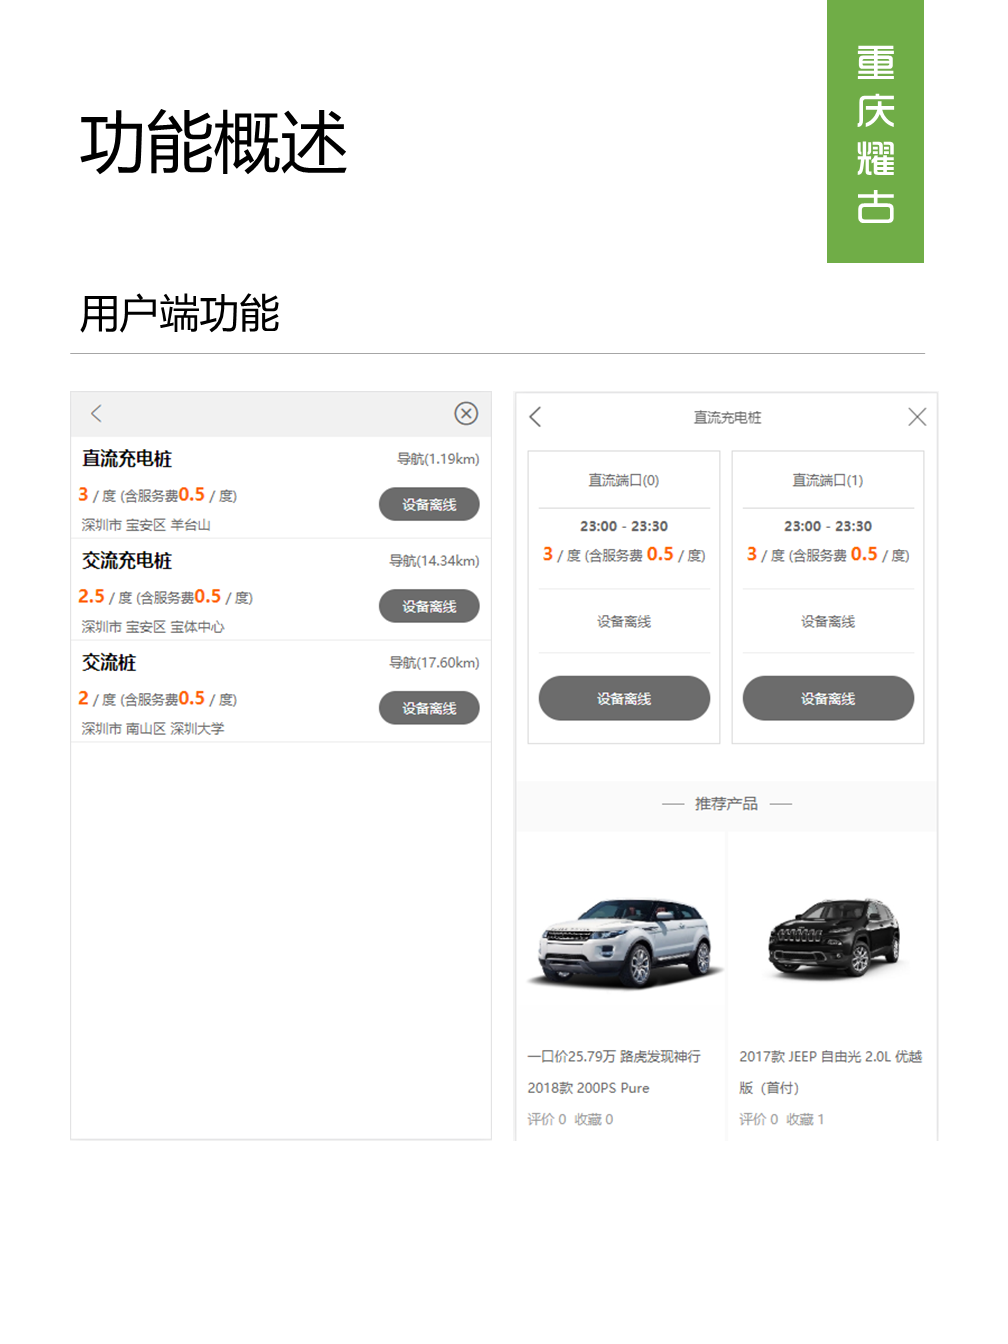 重庆耀古
功能概述
用户端功能
直流充电桩
导航(1.19km)
3 / 度 (含服务费0.5 / 度)
设备离线
深圳市 宝安区 羊台山
交流充电桩
导航(14.34km)
2.5 / 度 (含服务费0.5 / 度)
设备离线
深圳市 宝安区 宝体中心
交流桩
导航(17.60km)
2 / 度 (含服务费0.5 / 度)
设备离线
深圳市 南山区 深圳大学
直流充电桩
直流端口(0)
23:00 - 23:30
3 / 度 (含服务费 0.5 / 度)
设备离线
设备离线
直流端口(1)
23:00 - 23:30
3 / 度 (含服务费 0.5 / 度)
设备离线
设备离线
推荐产品
一口价25.79万 路虎发现神行
2018款 200PS Pure
评价 0 收藏 0
2017款 JEEP 自由光 2.0L 优越
版（首付）
评价 0 收藏 1